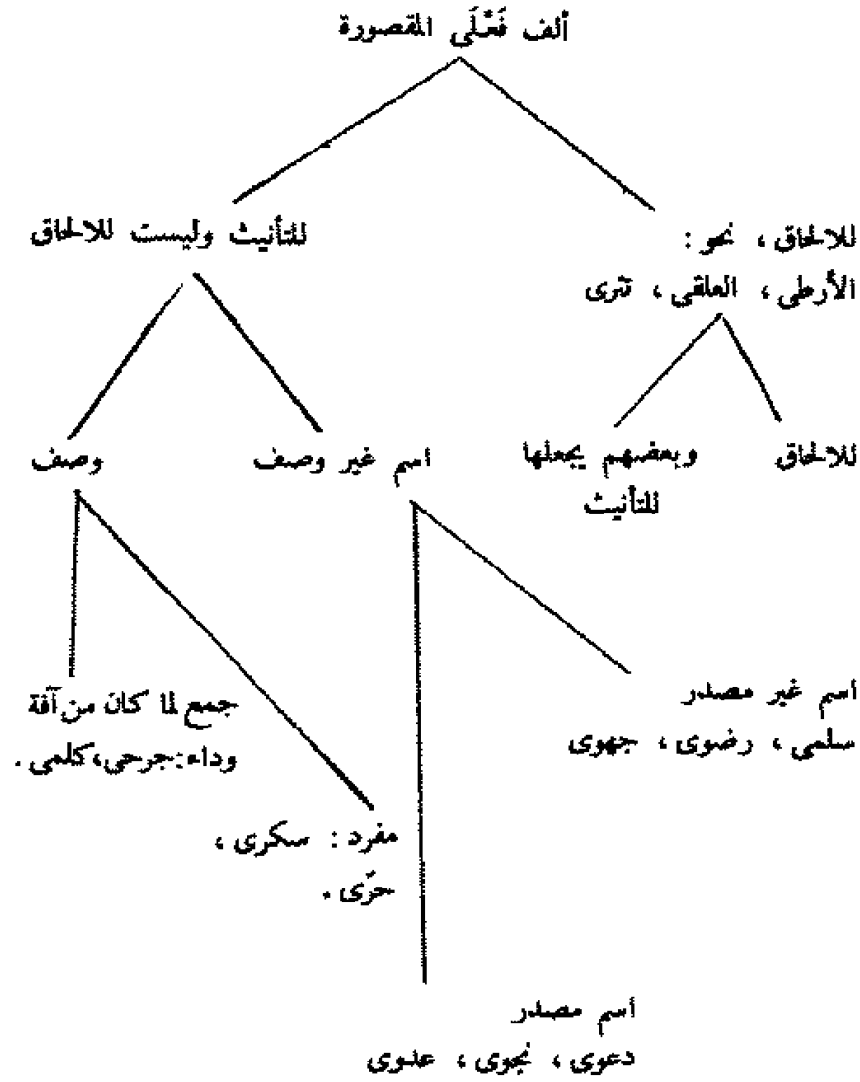 ألف فَعْلَى المقصورة
للالحاق ، نحو :
الأرطى ، العلقى ، تترى
للتأنيث وليست للالحاق
للالحاق
وبعضهم يجعلها
للتأنيث
اسم غير وصف
وصف
اسم غير مصدر
سلمى ، رضوى ، جهوى
جمع لما كان من آفة
وداء:جرحى،كلمى .
مفرد : سكرى ،
حرّى .
اسم مصدر
دعوى ، نجوى ، عدوى